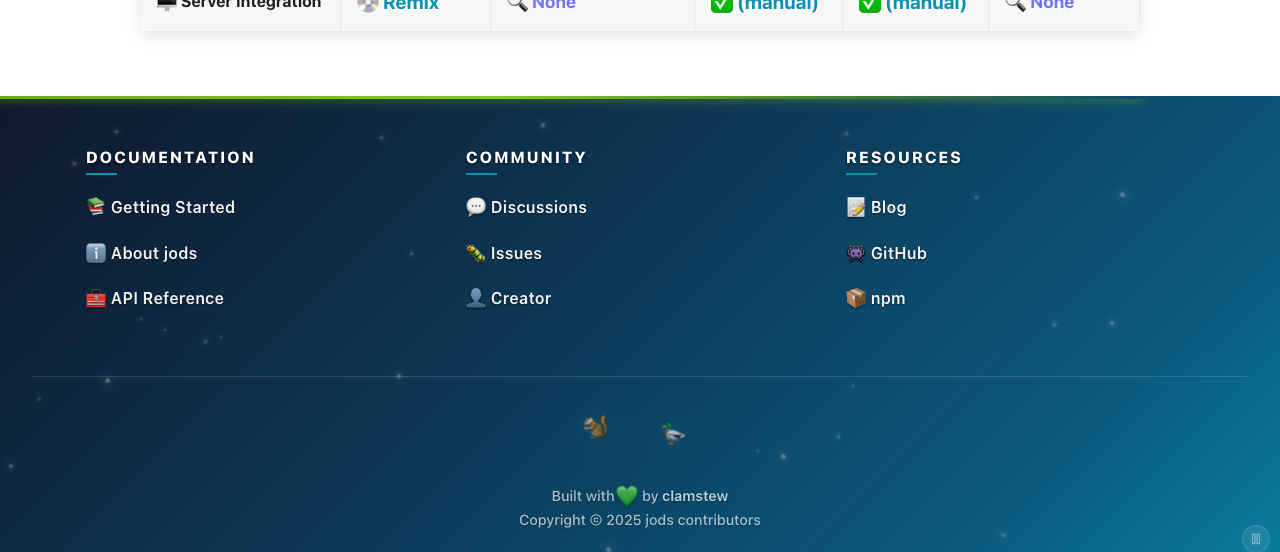 Server Integration Remix None (manual) (manual) None
DOCUMENTATION
Getting Started
About jods
API Reference
COMMUNITY
Discussions
Issues
Creator
RESOURCES
Blog
GitHub
npm
Built with 💚 by clamstew
Copyright © 2025 jods contributors